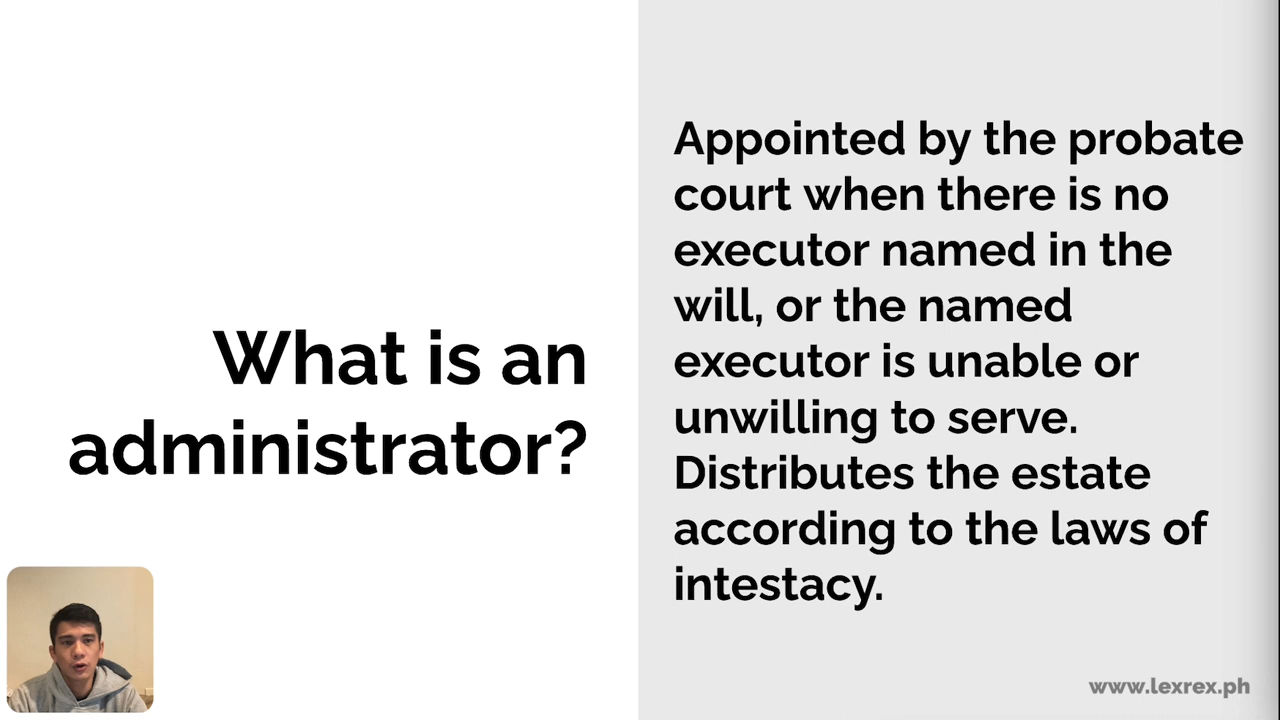 What is an
administrator?
Appointed by the probate
court when there is no
executor named in the
will, or the named
executor is unable or
unwilling to serve.
Distributes the estate
according to the laws of
intestacy.
www.lexrex.ph